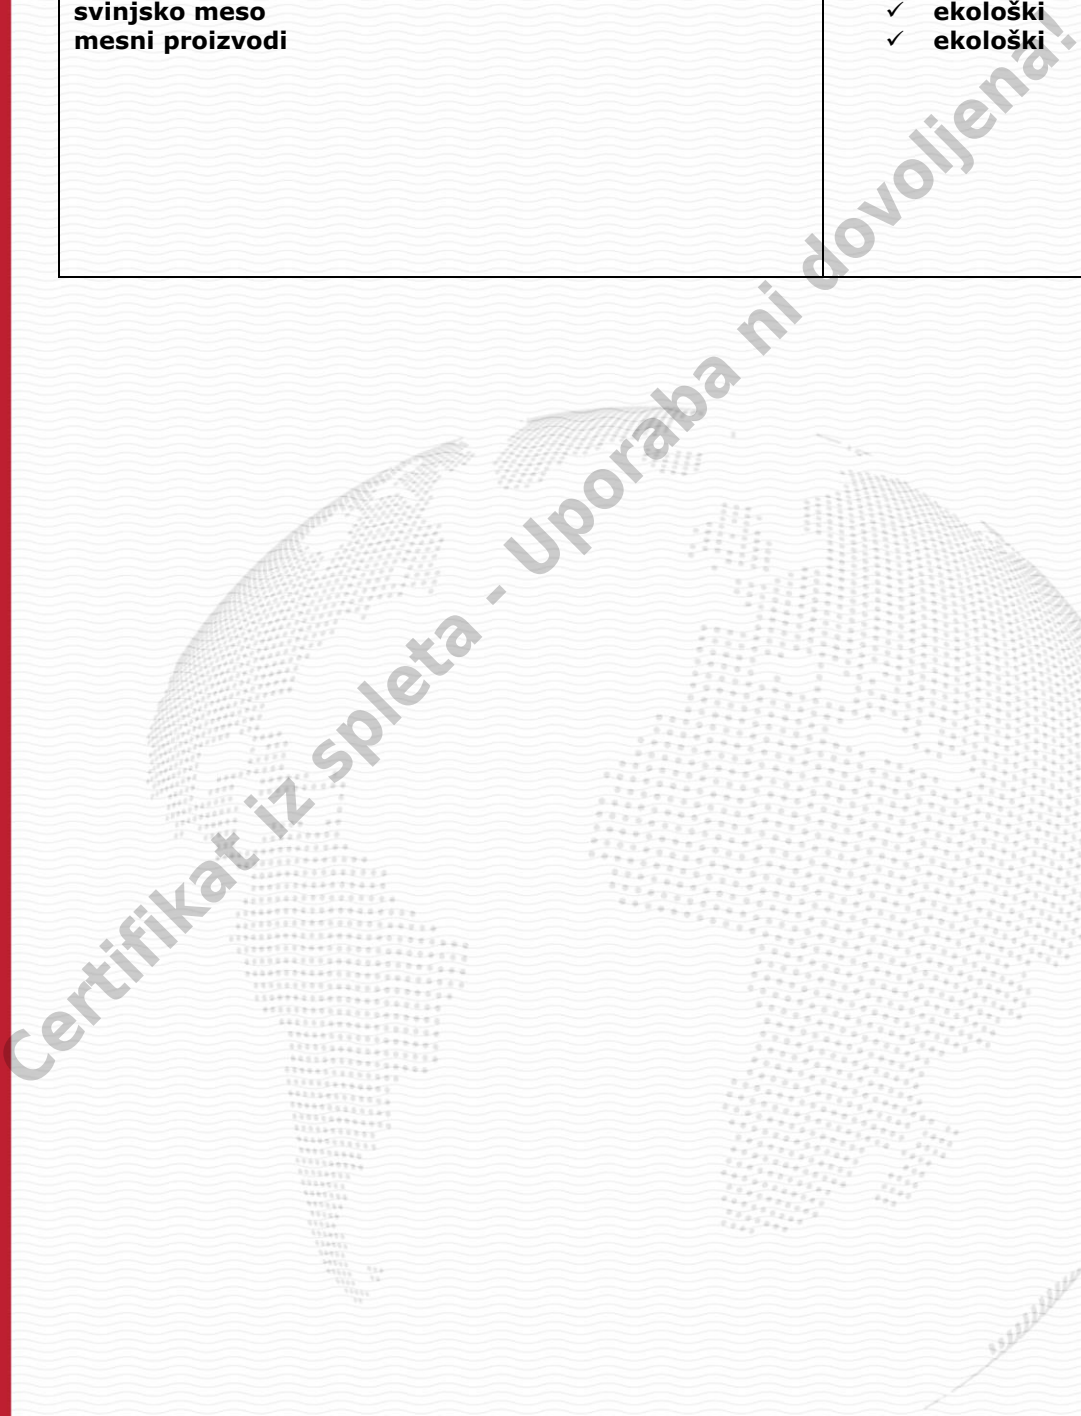 svinjsko meso ✓ ekološki
mesni proizvodi ✓ ekološki
Certifikat iz spleta - Uporaba ni dovoljena!